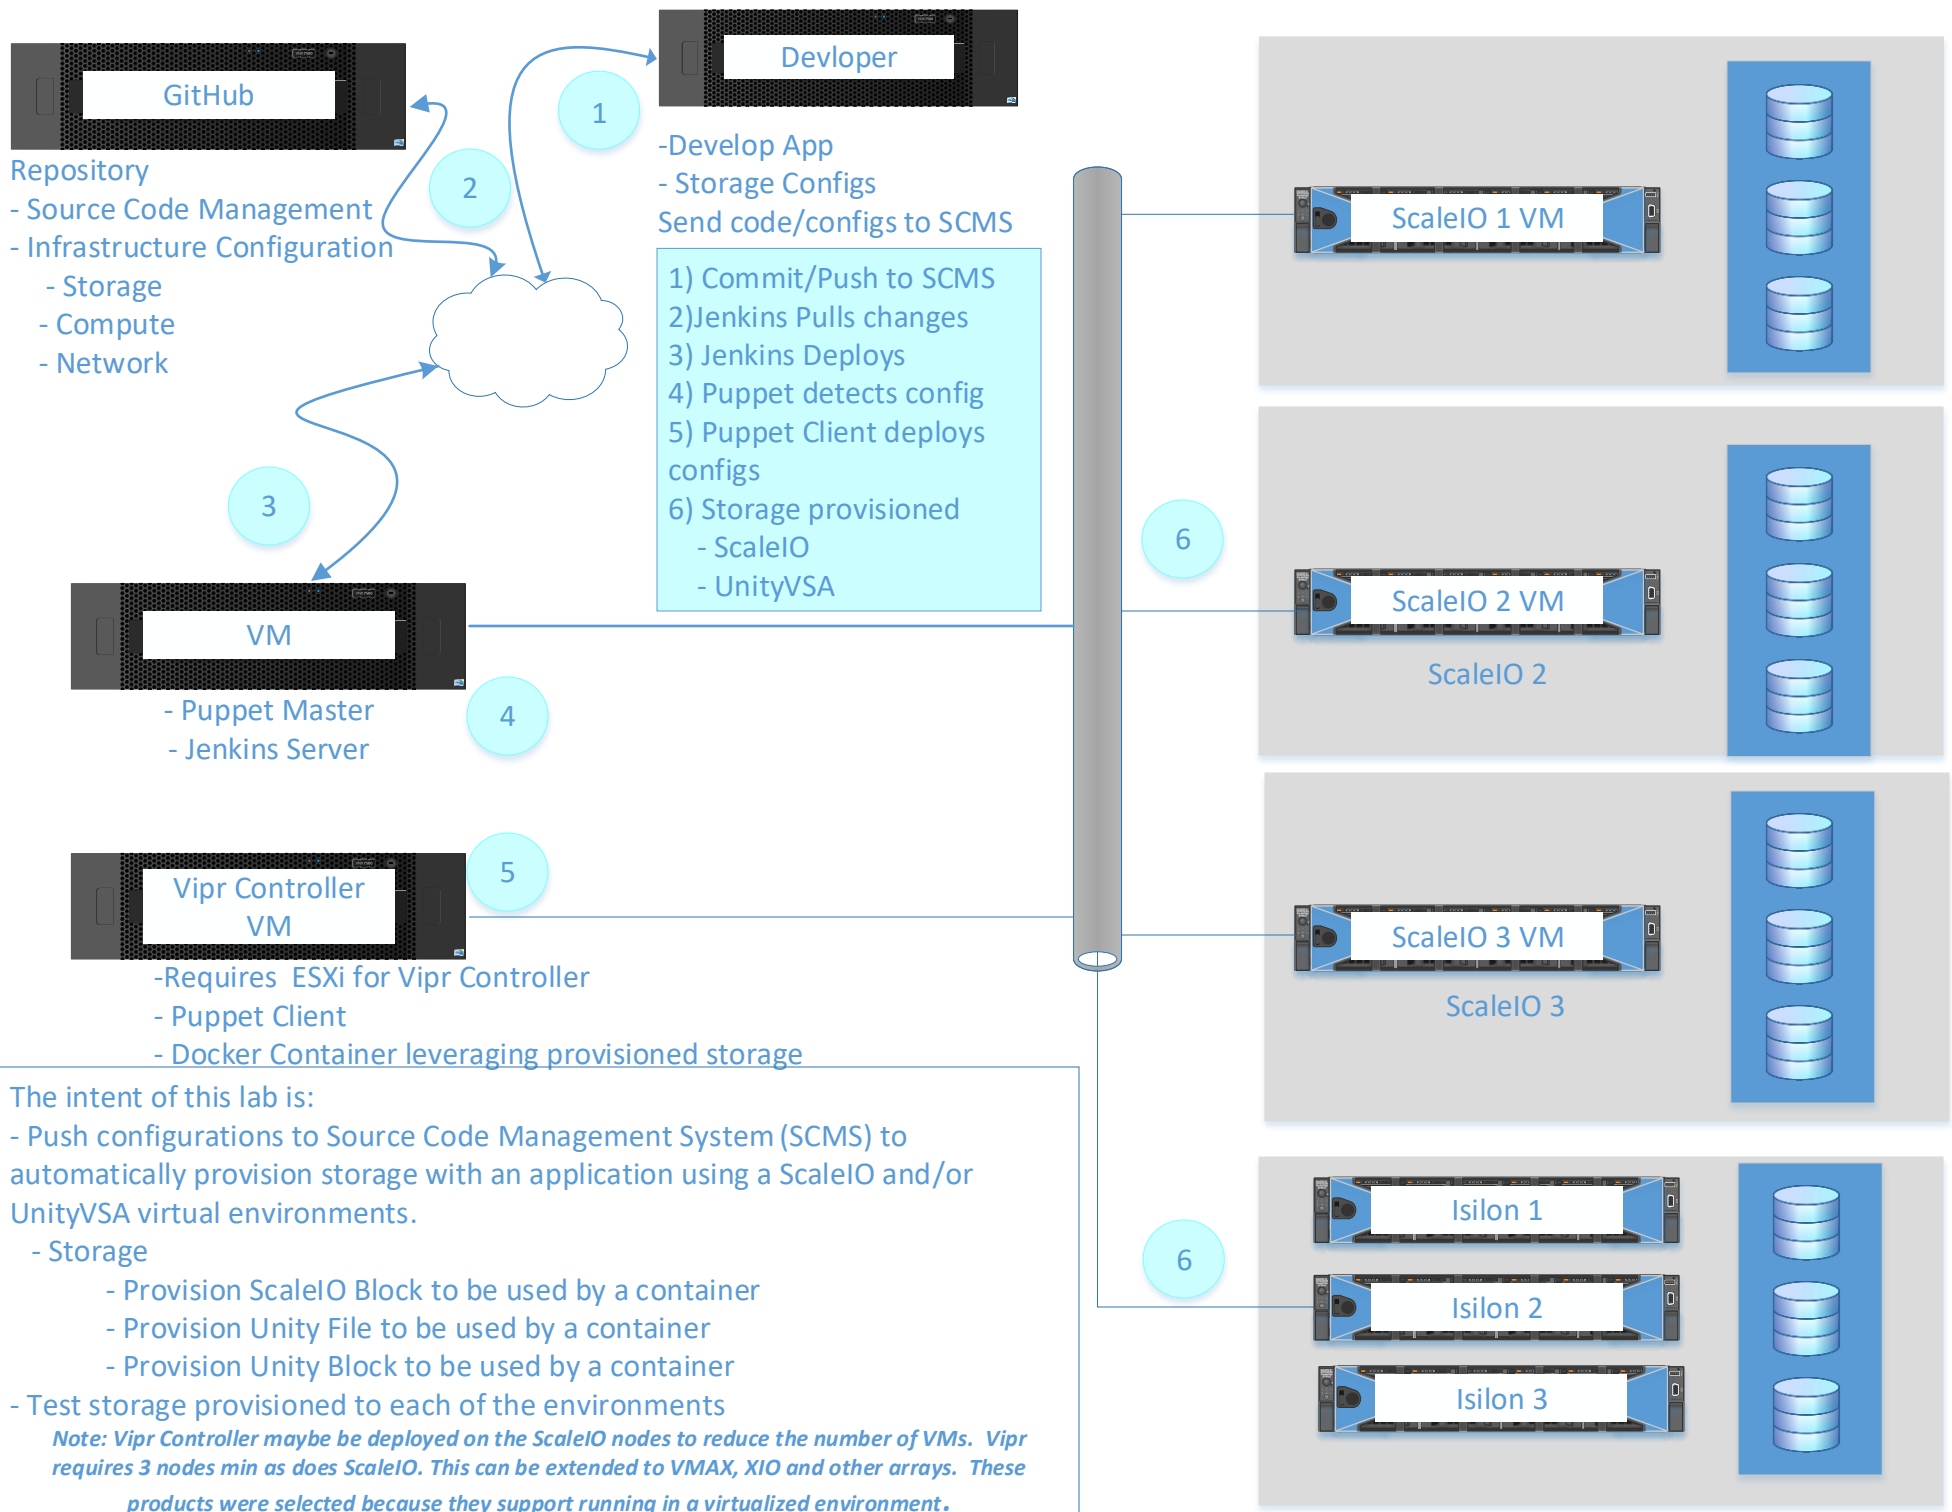 GitHub
Repository
- Source Code Management
- Infrastructure Configuration
- Storage
- Compute
- Network
1
2
Devloper
-Develop App
- Storage Configs
Send code/configs to SCMS
1) Commit/Push to SCMS
2)Jenkins Pulls changes
3) Jenkins Deploys
4) Puppet detects config
5) Puppet Client deploys
configs
6) Storage provisioned
- ScaleIO
- UnityVSA
3
VM
- Puppet Master
- Jenkins Server
4
5
Vipr Controller
VM
-Requires  ESXi for Vipr Controller
- Puppet Client
- Docker Container leveraging provisioned storage
The intent of this lab is:
- Push configurations to Source Code Management System (SCMS) to
automatically provision storage with an application using a ScaleIO and/or
UnityVSA virtual environments.
- Storage
- Provision ScaleIO Block to be used by a container
- Provision Unity File to be used by a container
- Provision Unity Block to be used by a container
- Test storage provisioned to each of the environments
Note: Vipr Controller maybe be deployed on the ScaleIO nodes to reduce the number of VMs.  Vipr
requires 3 nodes min as does ScaleIO. This can be extended to VMAX, XIO and other arrays.  These
products were selected because they support running in a virtualized environment.
ScaleIO 1 VM
6
ScaleIO 2 VM
ScaleIO 2
ScaleIO 3 VM
ScaleIO 3
6
Isilon 1
Isilon 2
Isilon 3